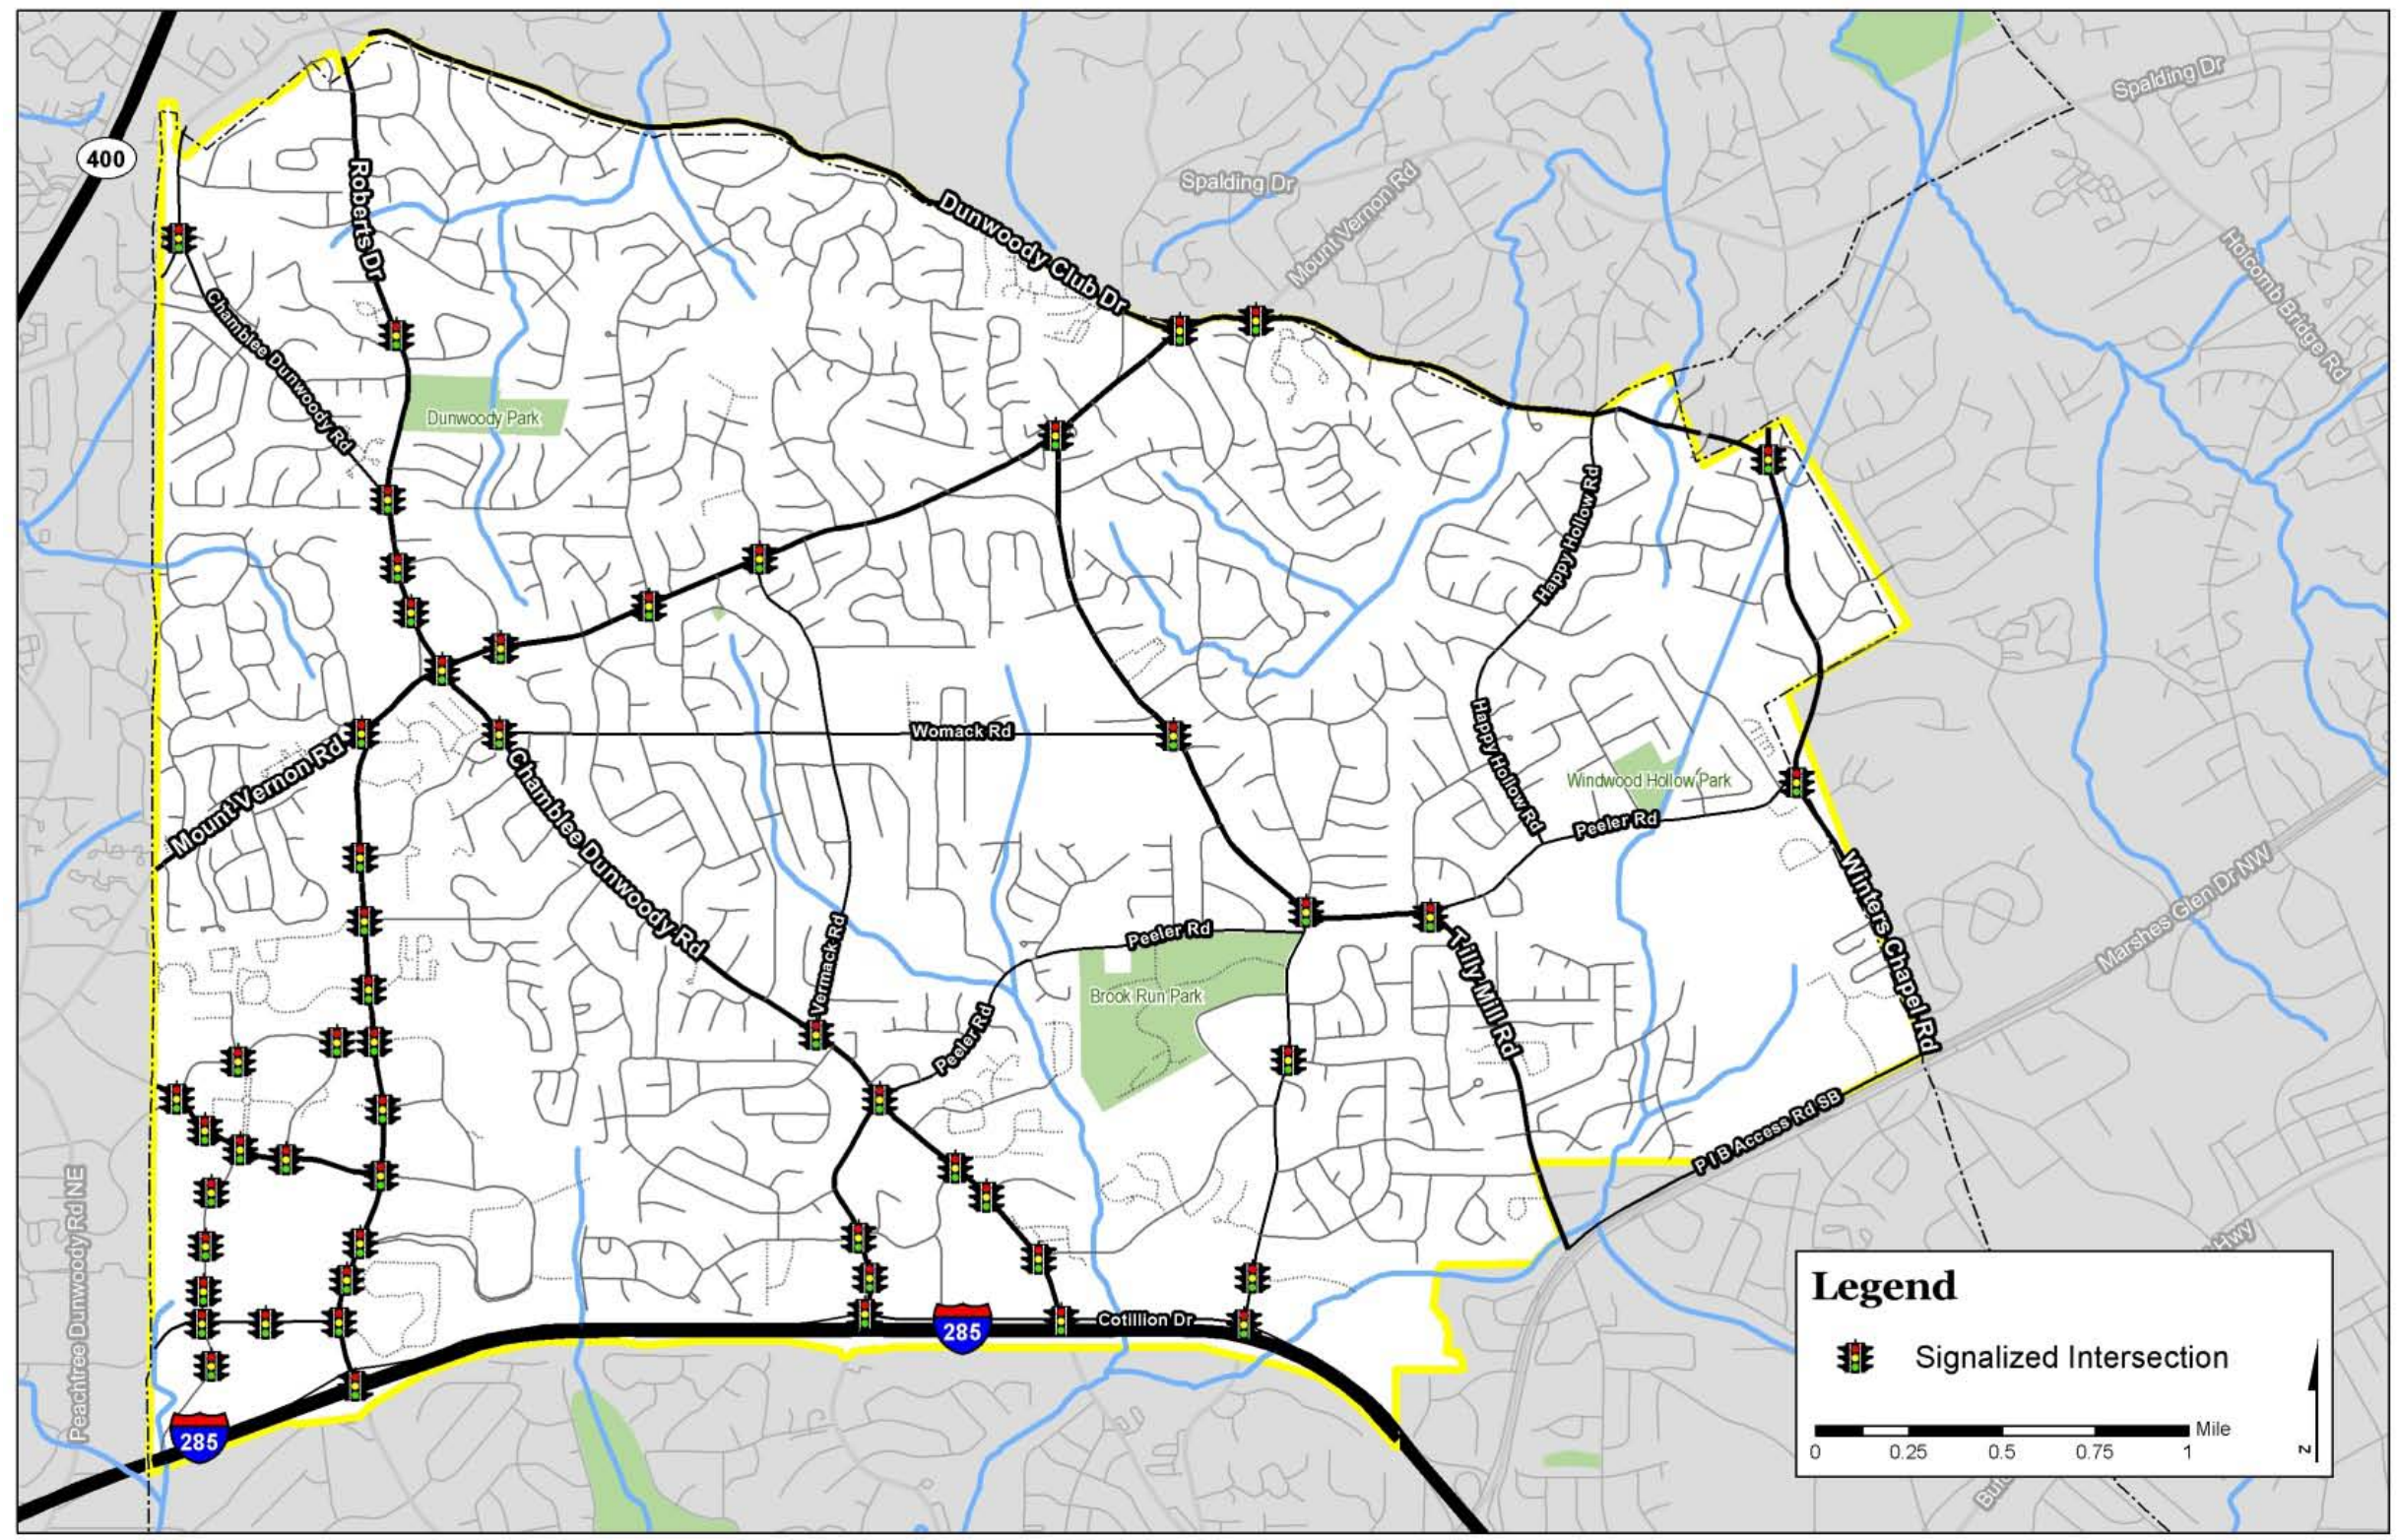 Spalding Dr
400
Roberts Dr
Spalding Dr
Mount Vernon Rd
Dunwoody Club Dr
Holcomb Bridge Rd
Chamblee Dunwoody Rd
Dunwoody Park
Happy Hollow Rd
Womack Rd
Happy Hollow Rd
Mount Vernon Rd
Chamblee Dunwoody Rd
Windwood Hollow Park
Peeler Rd
Winters Chapel Rd
Marshes Glen Dr NW
Vermack Rd
Peeler Rd
Tilly Mill Rd
Brook Run Park
Peeler Rd
P I B Access Rd SB
Peachtree Dunwoody Rd NE
Hwy
Cotillion Dr
285
285
Legend
Signalized Intersection
Mile
0 0.25 0.5 0.75 1
N